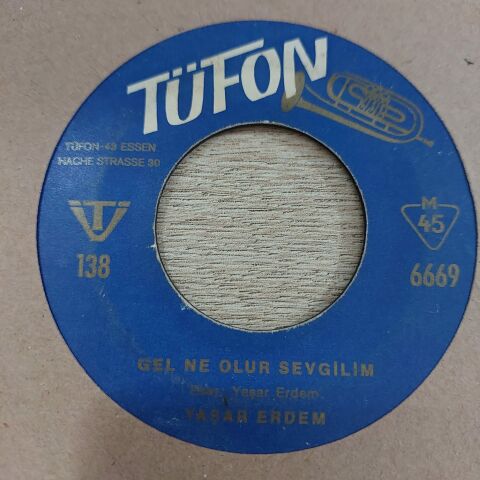 TÜFON
TÜFON-43 ESSEN
HACHE STRASSE 30
138
M
45
6669
GEL NE OLUR SEVGİLİM
Yaşar Erdem
YAŞAR ERDEM